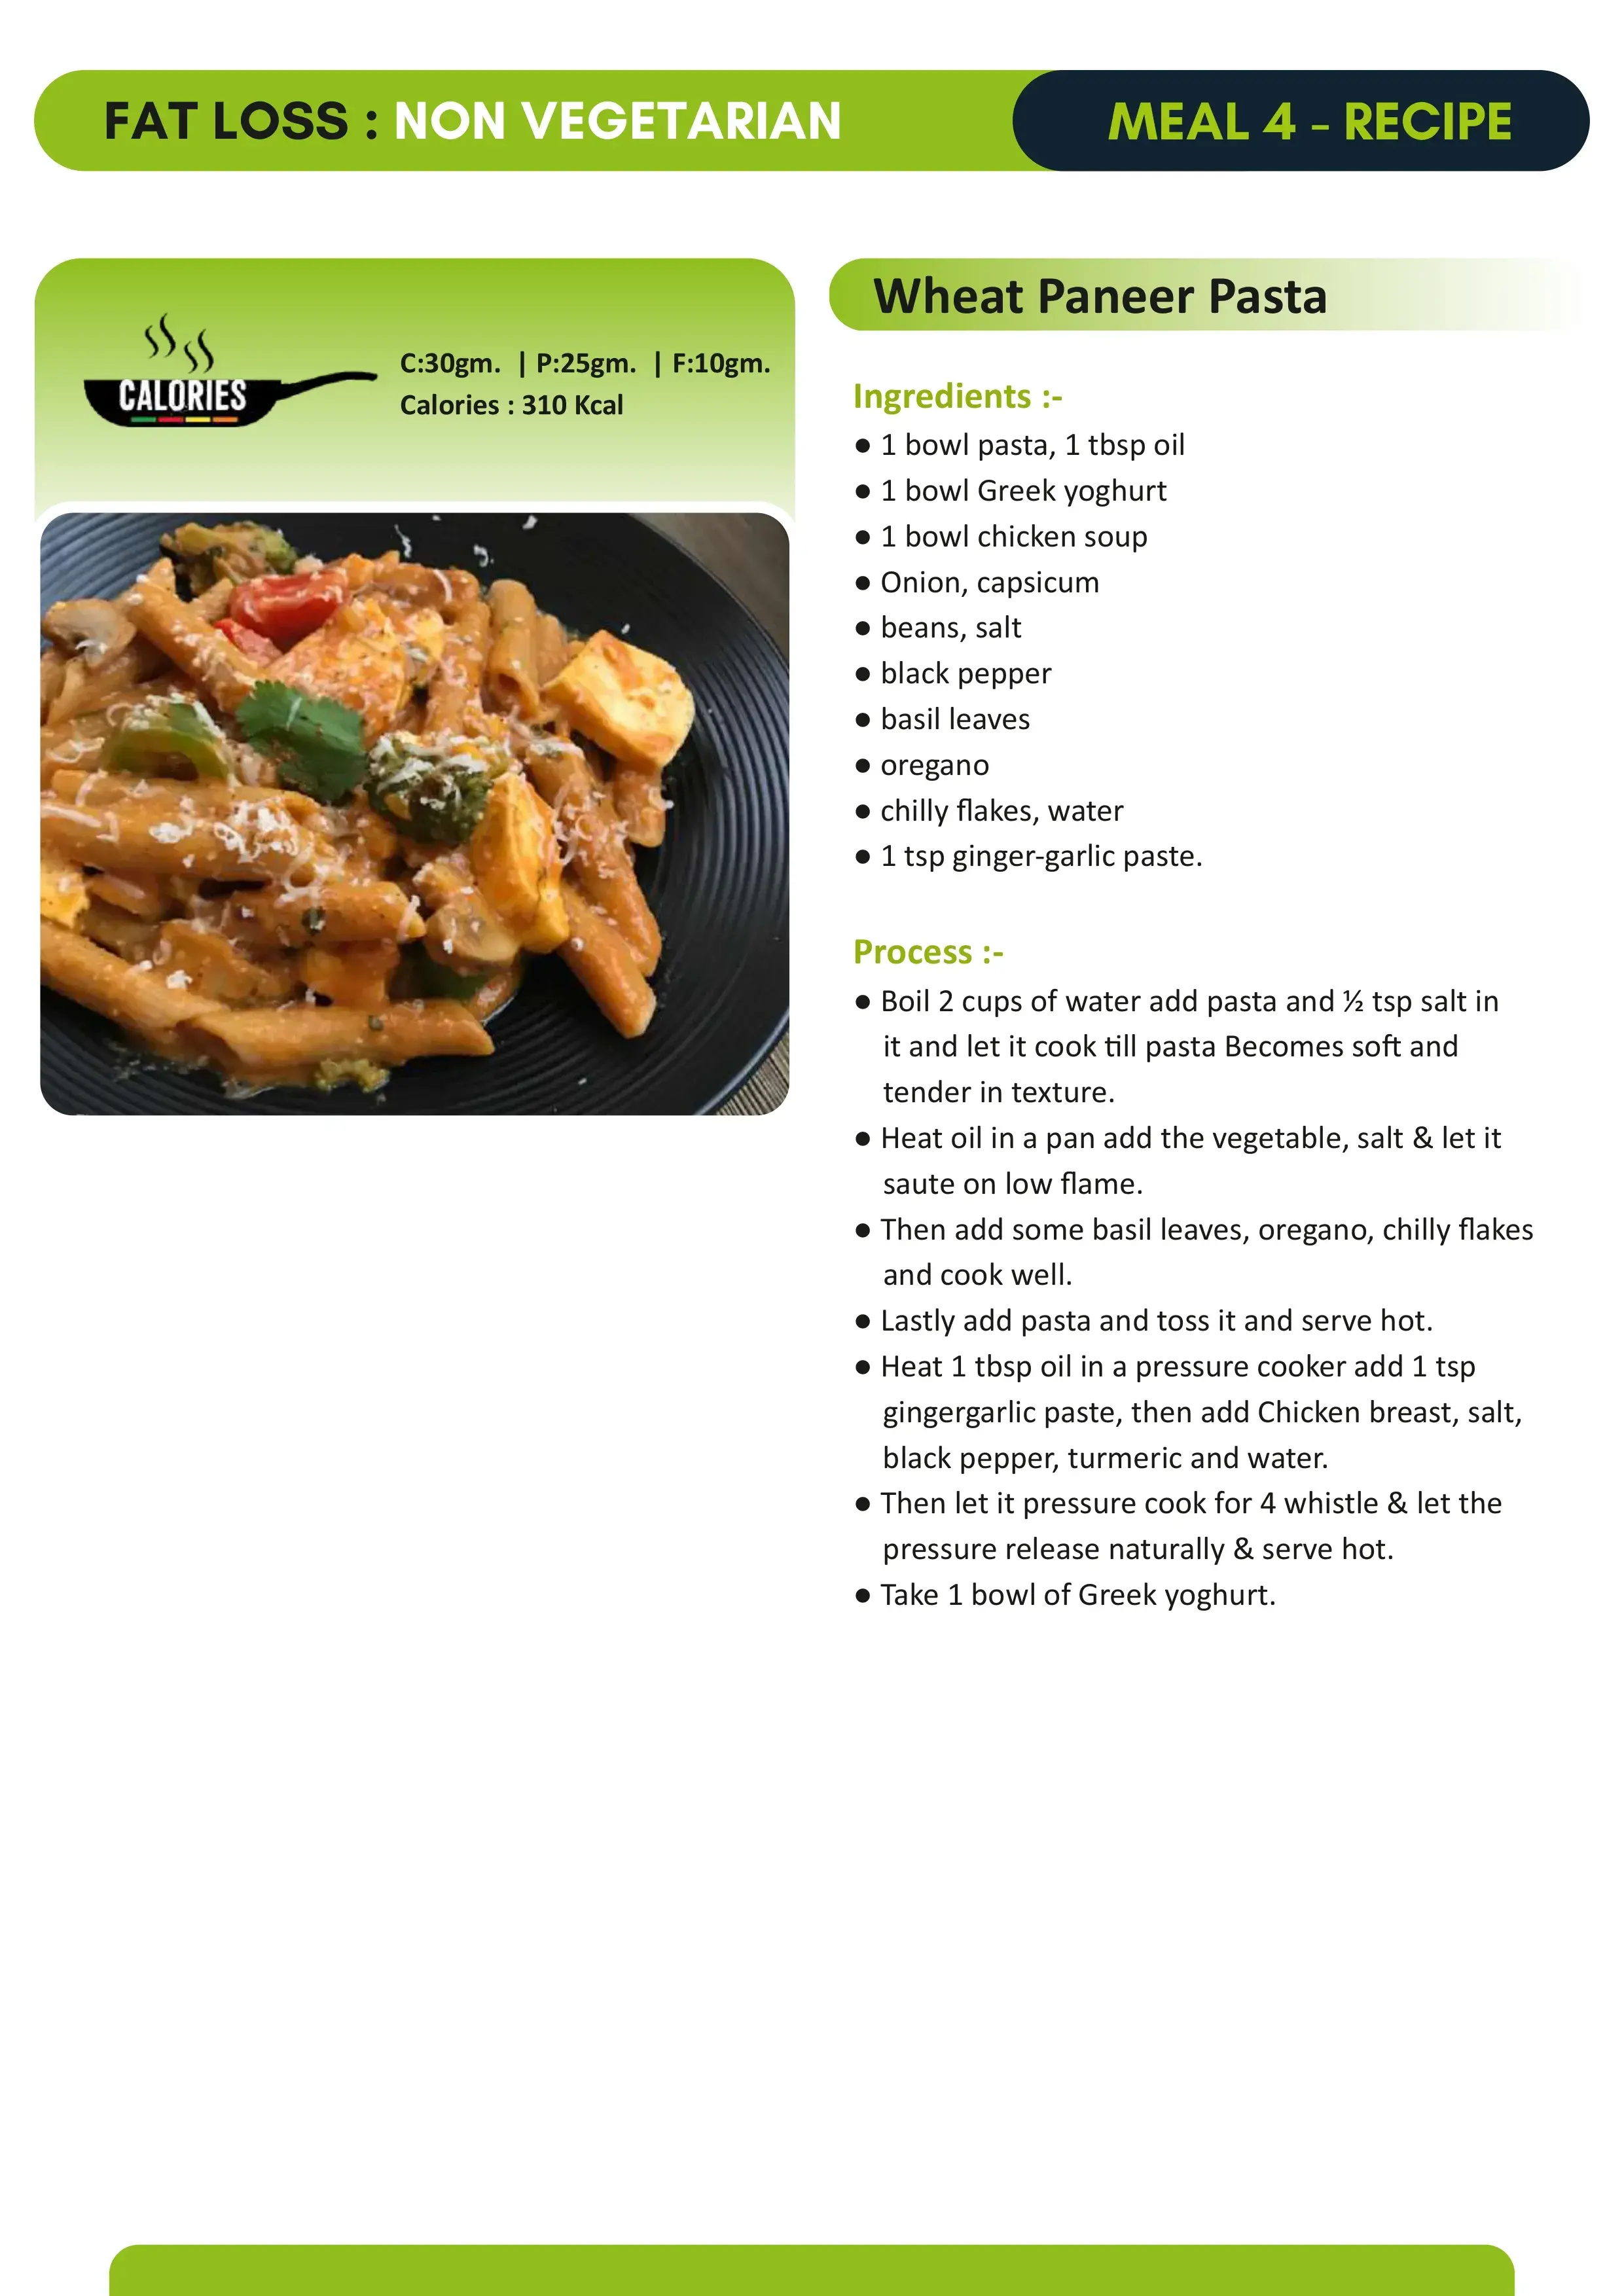 FAT LOSS : NON VEGETARIAN
MEAL 4 - RECIPE
CALORIES
C:30gm. | P:25gm. | F:10gm.
Calories : 310 Kcal
Wheat Paneer Pasta
Ingredients :-
● 1 bowl pasta, 1 tbsp oil
● 1 bowl Greek yoghurt
● 1 bowl chicken soup
● Onion, capsicum
● beans, salt
● black pepper
● basil leaves
● oregano
● chilly flakes, water
● 1 tsp ginger-garlic paste.
Process :-
● Boil 2 cups of water add pasta and ½ tsp salt in
it and let it cook till pasta Becomes soft and
tender in texture.
● Heat oil in a pan add the vegetable, salt & let it
saute on low flame.
● Then add some basil leaves, oregano, chilly flakes
and cook well.
● Lastly add pasta and toss it and serve hot.
● Heat 1 tbsp oil in a pressure cooker add 1 tsp
gingergarlic paste, then add Chicken breast, salt,
black pepper, turmeric and water.
● Then let it pressure cook for 4 whistle & let the
pressure release naturally & serve hot.
● Take 1 bowl of Greek yoghurt.